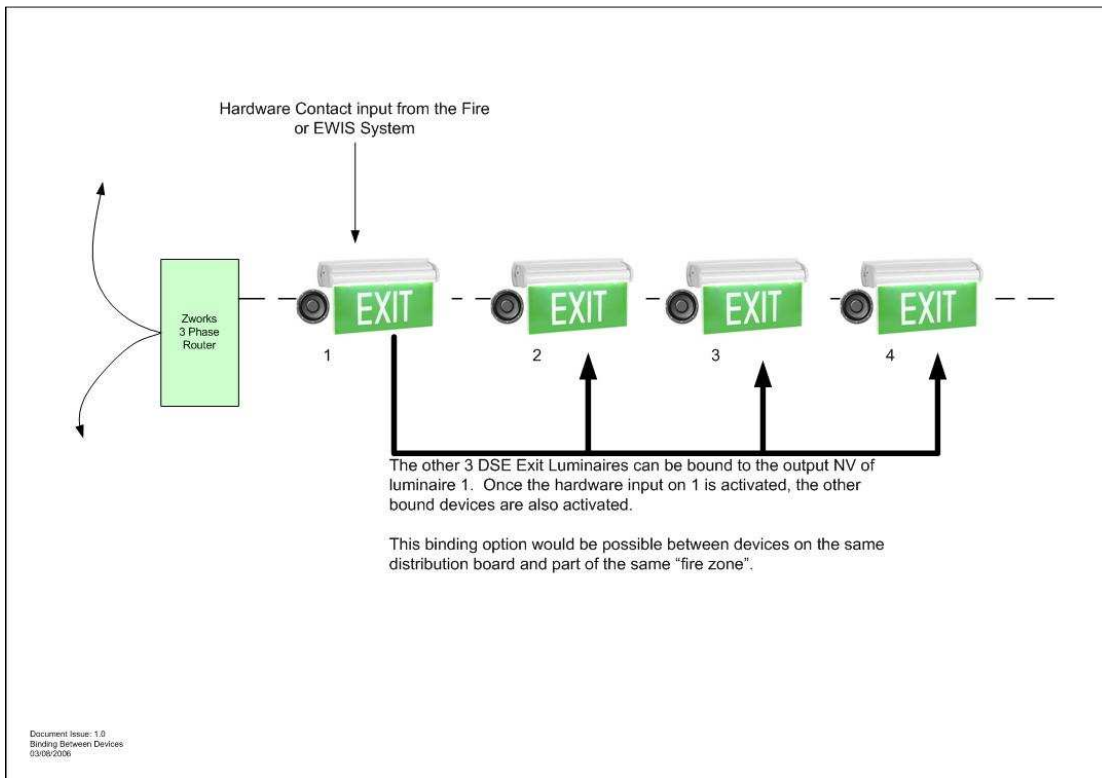 Hardware Contact input from the Fire
or EWIS System
Zworks
3 Phase
Router
EXIT
EXIT
EXIT
EXIT
1
2
3
4
The other 3 DSE Exit Luminaires can be bound to the output NV of
luminaire 1.  Once the hardware input on 1 is activated, the other
bound devices are also activated.
This binding option would be possible between devices on the same
distribution board and part of the same “fire zone”.
Document Issue: 1.0
Binding Between Devices
03/08/2006